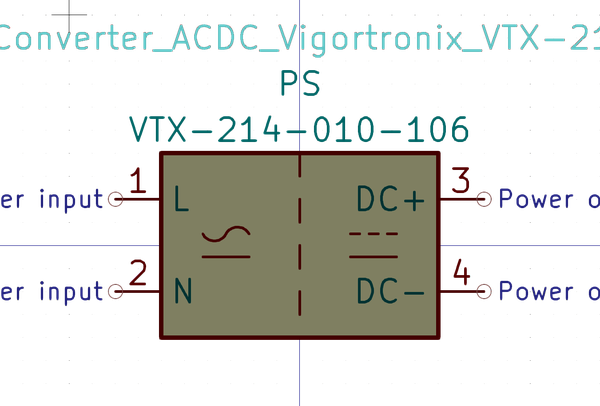 Converter_ACDC_Vigortronix_VTX-21
PS
VTX-214-010-106
er input 1 L DC+ 3 Power o
er input 2 N DC- 4 Power o